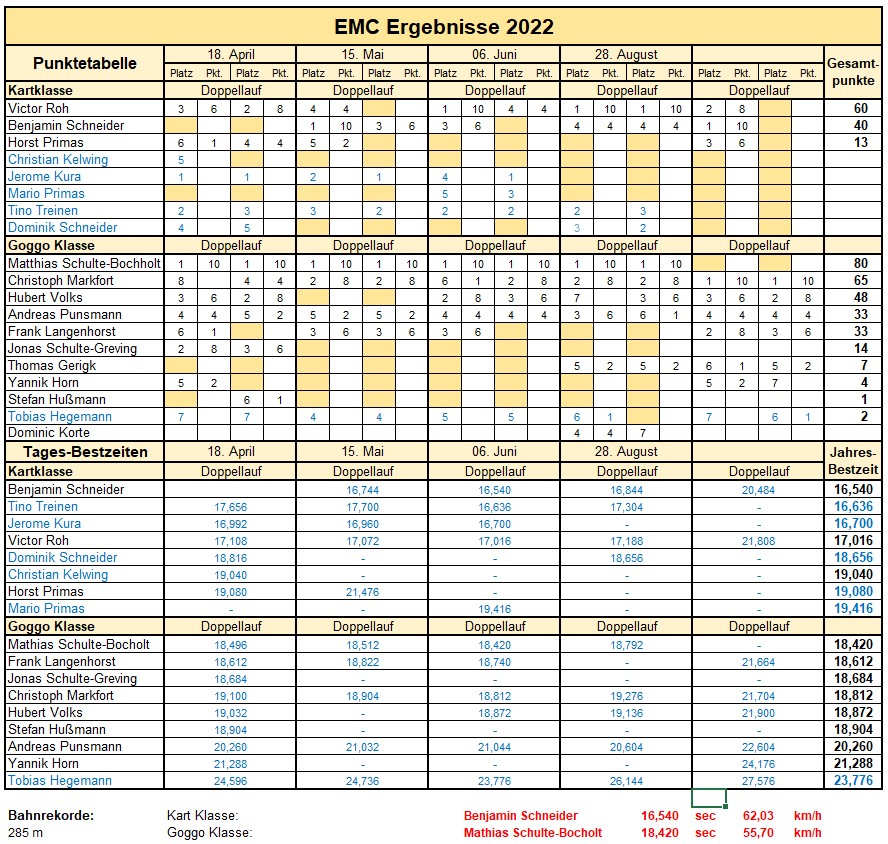 EMC Ergebnisse 2022
Punktetabelle 18. April 15. Mai 06. Juni 28. August Gesamt-punkte
Platz Pkt. Platz Pkt. Platz Pkt. Platz Pkt. Platz Pkt. Platz Pkt. Platz Pkt. Platz Pkt. Platz Pkt. Platz Pkt.
Kartklasse Doppellauf Doppellauf Doppellauf Doppellauf Doppellauf
Victor Roh 3 6 2 8 4 4 1 10 4 4 1 10 1 10 2 8 60
Benjamin Schneider 1 10 3 6 3 6 4 4 4 4 1 10 40
Horst Primas 6 1 4 4 5 2 3 6 13
Christian Kelwing 5
Jerome Kura 1 1 2 1 4 1
Mario Primas 5 3
Tino Treinen 2 3 3 2 2 2 2 3
Dominik Schneider 4 5 3 2
Goggo Klasse Doppellauf Doppellauf Doppellauf Doppellauf Doppellauf
Matthias Schulte-Bochholt 1 10 1 10 1 10 1 10 1 10 1 10 1 10 1 10 80
Christoph Markfort 8 4 4 2 8 2 8 6 1 2 8 2 8 2 8 1 10 1 10 65
Hubert Volks 3 6 2 8 2 8 3 6 7 3 6 3 6 2 8 48
Andreas Punsmann 4 4 5 2 5 2 5 2 4 4 4 4 3 6 6 1 4 4 4 4 33
Frank Langenhorst 6 1 3 6 3 6 3 6 2 8 3 6 33
Jonas Schulte-Greving 2 8 3 6 14
Thomas Gerigk 5 2 5 2 6 1 5 2 7
Yannik Horn 5 2 5 2 7 4
Stefan Hußmann 6 1 1
Tobias Hegemann 7 7 4 4 5 5 6 1 7 6 1 2
Dominic Korte 4 4 7
Tages-Bestzeiten 18. April 15. Mai 06. Juni 28. August Jahres-Bestzeit
Kartklasse Doppellauf Doppellauf Doppellauf Doppellauf Doppellauf
Benjamin Schneider 16,744 16,540 16,844 20,484 16,540
Tino Treinen 17,656 17,700 16,636 17,304 - 16,636
Jerome Kura 16,992 16,960 16,700 - - 16,700
Victor Roh 17,108 17,072 17,016 17,188 21,808 17,016
Dominik Schneider 18,816 - - 18,656 - 18,656
Christian Kelwing 19,040 - - - - 19,040
Horst Primas 19,080 21,476 - - - 19,080
Mario Primas - - 19,416 - - 19,416
Goggo Klasse Doppellauf Doppellauf Doppellauf Doppellauf Doppellauf
Mathias Schulte-Bocholt 18,496 18,512 18,420 18,792 - 18,420
Frank Langenhorst 18,612 18,822 18,740 - 21,664 18,612
Jonas Schulte-Greving 18,684 - - - - 18,684
Christoph Markfort 19,100 18,904 18,812 19,276 21,704 18,812
Hubert Volks 19,032 - 18,872 19,136 21,900 18,872
Stefan Hußmann 18,904 - - - - 18,904
Andreas Punsmann 20,260 21,032 21,044 20,604 22,604 20,260
Yannik Horn 21,288 - - - 24,176 21,288
Tobias Hegemann 24,596 24,736 23,776 26,144 27,576 23,776
Bahnrekorde: Kart Klasse: Benjamin Schneider 16,540 sec 62,03 km/h
285 m Goggo Klasse: Mathias Schulte-Bocholt 18,420 sec 55,70 km/h